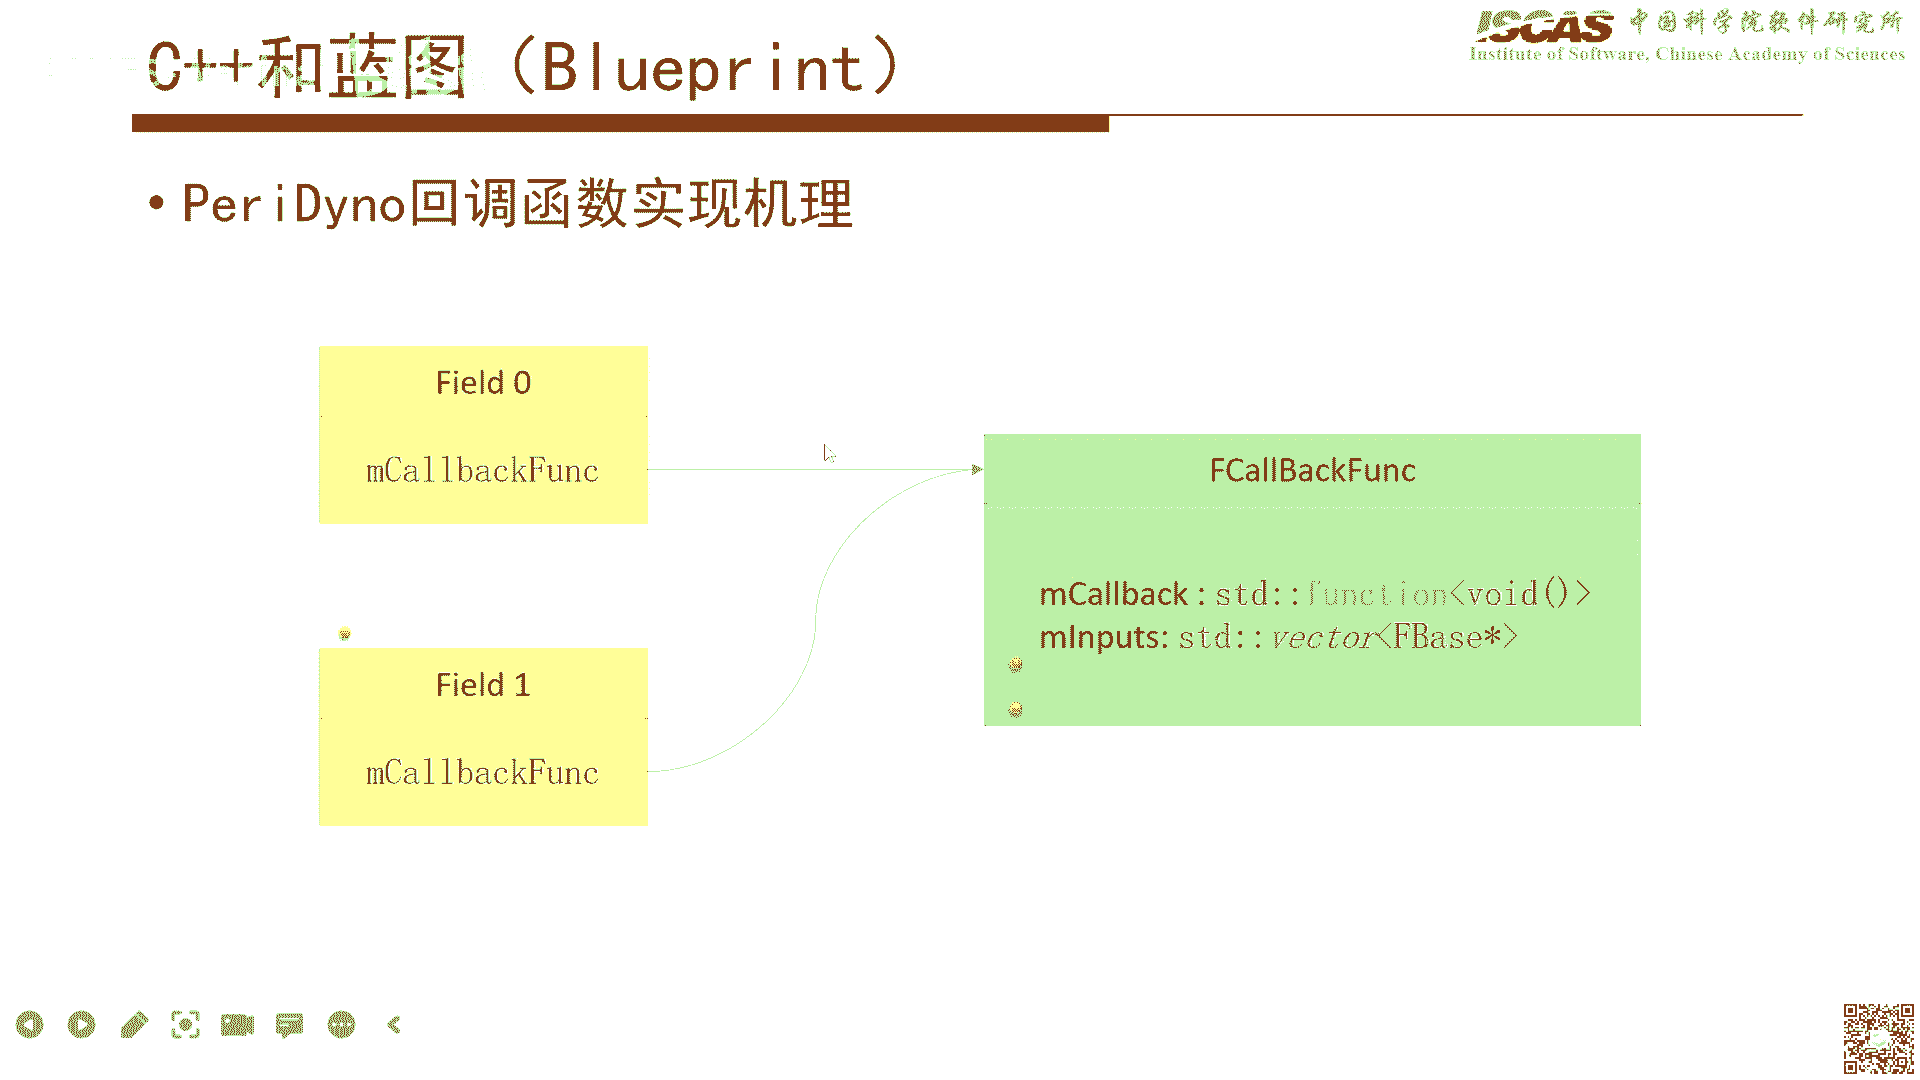 ISCAS 中国科学院软件研究所
Institute of Software, Chinese Academy of Sciences
C++和蓝图（Blueprint）
• PeriDyno回调函数实现机理
Field 0
mCallbackFunc
FCallBackFunc
mCallback : std::function<void()>
mInputs: std::vector<FBase*>
Field 1
mCallbackFunc